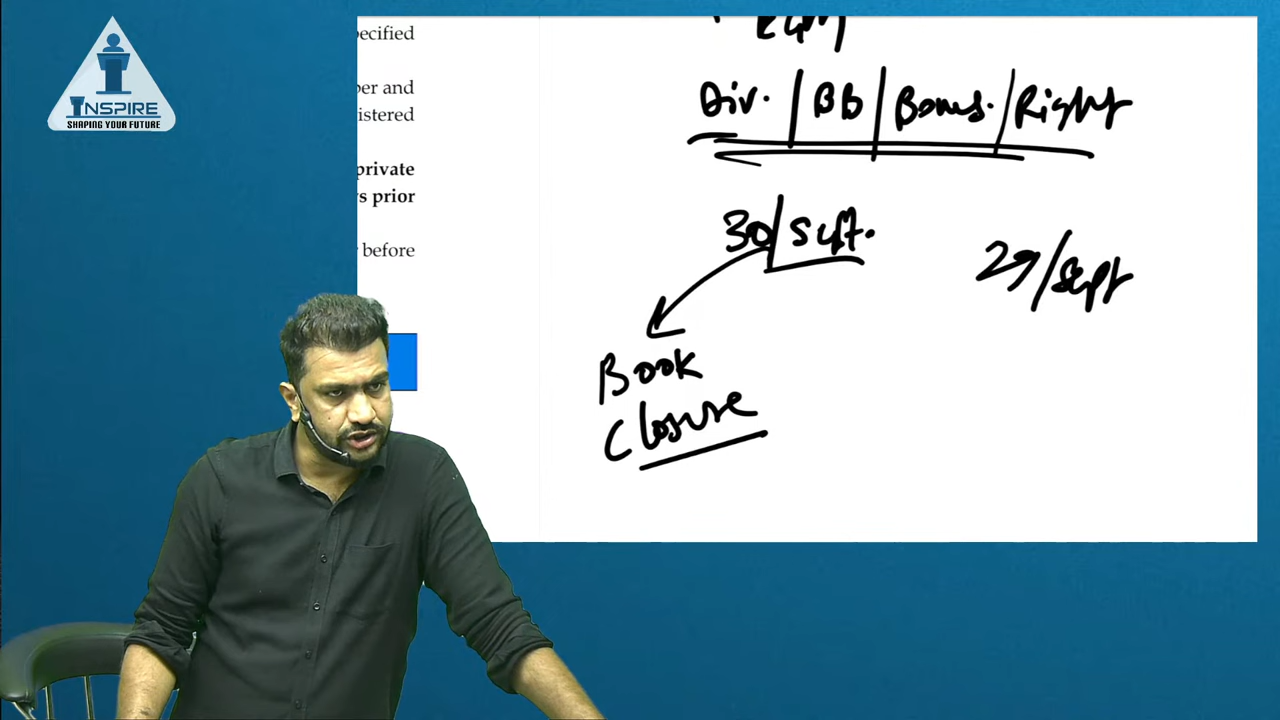 INSPIRE
SHAPING YOUR FUTURE
ecified
er and
istered
private
s prior
before
Div. / BB / Bonus. / Right
30/Sept.
29/Sept
Book
Closure